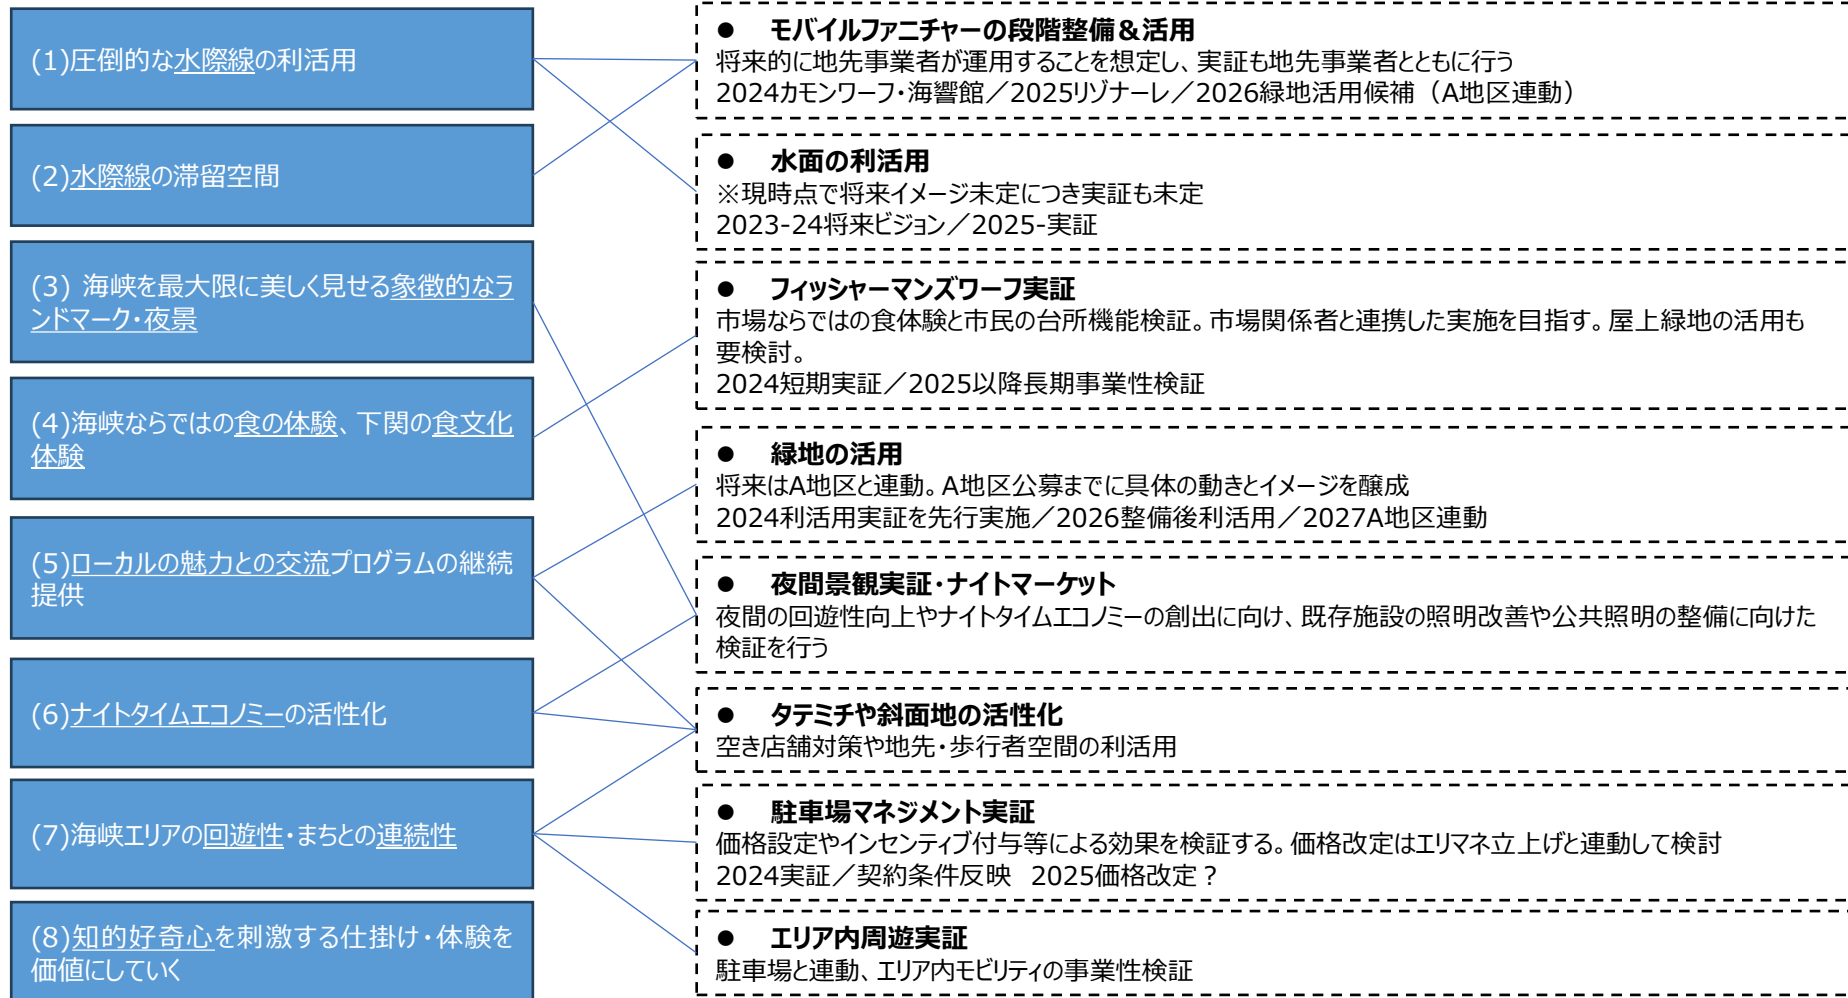 (1)圧倒的な水際線の利活用
(2)水際線の滞留空間
(3) 海峡を最大限に美しく見せる象徴的なラ
ンドマーク・夜景
(4)海峡ならではの食の体験、下関の食文化
体験
(5)ローカルの魅力との交流プログラムの継続
提供
(6)ナイトタイムエコノミーの活性化
(7)海峡エリアの回遊性・まちとの連続性
(8)知的好奇心を刺激する仕掛け・体験を
価値にしていく
● モバイルファニチャーの段階整備&活用
将来的に地先事業者が運用することを想定し、実証も地先事業者とともに行う
2024カモンワーフ・海響館／2025リゾナーレ／2026緑地活用候補（A地区連動）
● 水面の利活用
※現時点で将来イメージ未定につき実証も未定
2023-24将来ビジョン／2025-実証
● フィッシャーマンズワーフ実証
市場ならではの食体験と市民の台所機能検証。市場関係者と連携した実施を目指す。屋上緑地の活用も
要検討。
2024短期実証／2025以降長期事業性検証
● 緑地の活用
将来はA地区と連動。A地区公募までに具体の動きとイメージを醸成
2024利活用実証を先行実施／2026整備後利活用／2027A地区連動
● 夜間景観実証・ナイトマーケット
夜間の回遊性向上やナイトタイムエコノミーの創出に向け、既存施設の照明改善や公共照明の整備に向けた
検証を行う
● タテミチや斜面地の活性化
空き店舗対策や地先・歩行者空間の利活用
● 駐車場マネジメント実証
価格設定やインセンティブ付与等による効果を検証する。価格改定はエリマネ立上げと連動して検討
2024実証／契約条件反映 2025価格改定？
● エリア内周遊実証
駐車場と連動、エリア内モビリティの事業性検証